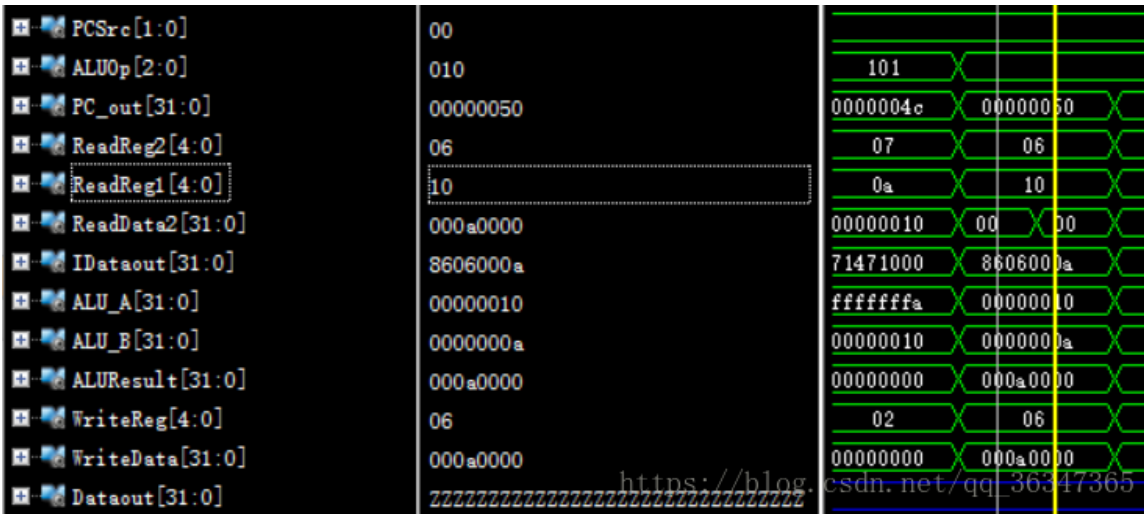 PCSrc[1:0] 00
ALUOp[2:0] 010 101
PC_out[31:0] 00000050 0000004c 00000050
ReadReg2[4:0] 06 07 06
ReadReg1[4:0] 10 0a 10
ReadData2[31:0] 000a0000 00000010 00 00
IDataout[31:0] 8606000a 71471000 8606000a
ALU_A[31:0] 00000010 fffffffa 00000010
ALU_B[31:0] 0000000a 00000010 0000000a
ALUResult[31:0] 000a0000 00000000 000a0000
WriteReg[4:0] 06 02 06
WriteData[31:0] 000a0000 00000000 000a0000
Dataout[31:0] ZZZZZZZZZZZZZZZZZZZZZZZZZZZZZZZZ
https://blog.csdn.net/qq_36347365